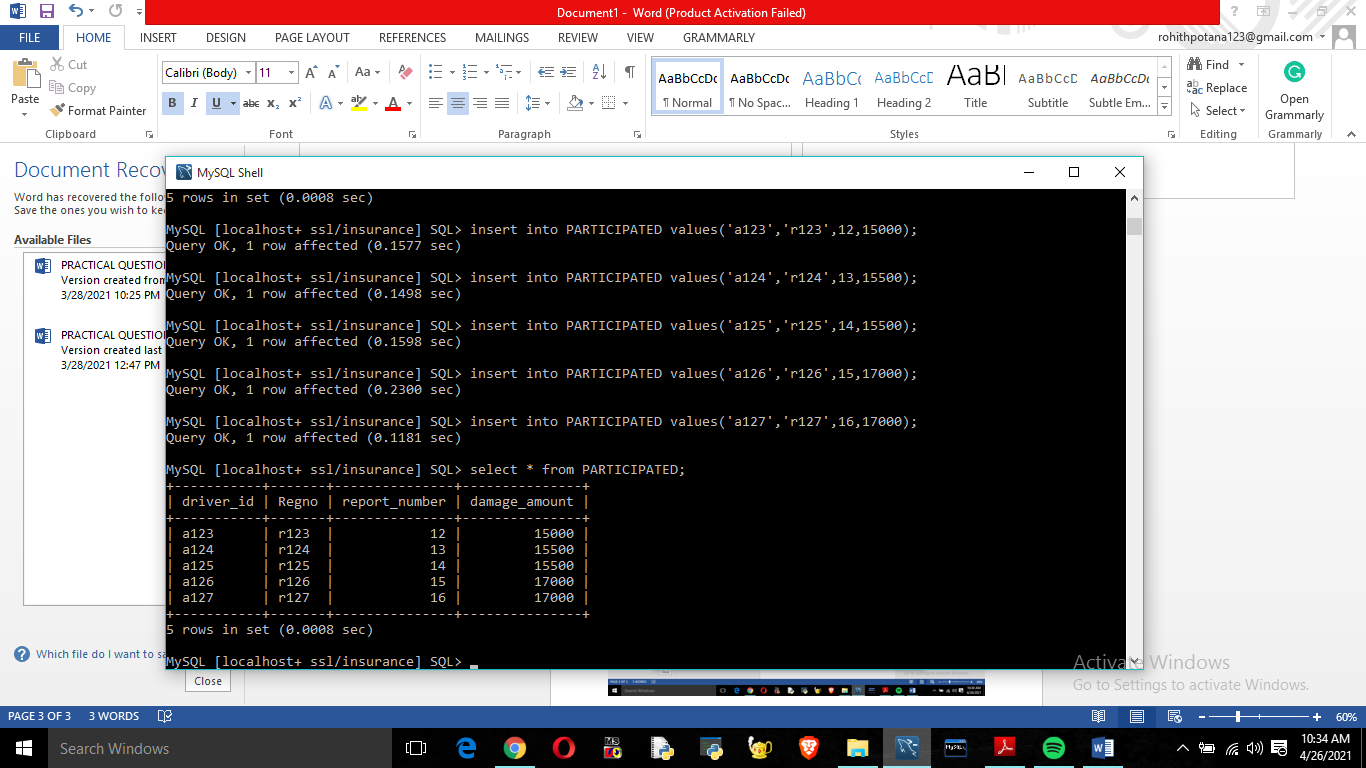 Document1 - Word (Product Activation Failed)
FILE HOME INSERT DESIGN PAGE LAYOUT REFERENCES MAILINGS REVIEW VIEW GRAMMARLY
rohithpotana123@gmail.com
Paste
Cut
Copy
Format Painter
Calibri (Body) 11
B I U abc x₂ x²
AaBbCcDc AaBbCcDc AaBbCc AaBbCcD AaBl AaBbCcD AaBbCcDc
¶ Normal ¶ No Spac... Heading 1 Heading 2 Title Subtitle Subtle Em...
Find
Replace
Select
Open
Grammarly
Clipboard Font Paragraph Styles Editing Grammarly
Document Reco
Word has recovered the follo
Save the ones you wish to ke
Available Files
PRACTICAL QUESTIO
Version created from
3/28/2021 10:25 PM
PRACTICAL QUESTIO
Version created last
3/28/2021 12:47 PM
Which file do I want to sa
Close
MySQL Shell
5 rows in set (0.0008 sec)
MySQL [localhost+ ssl/insurance] SQL> insert into PARTICIPATED values('a123','r123',12,15000);
Query OK, 1 row affected (0.1577 sec)
MySQL [localhost+ ssl/insurance] SQL> insert into PARTICIPATED values('a124','r124',13,15500);
Query OK, 1 row affected (0.1498 sec)
MySQL [localhost+ ssl/insurance] SQL> insert into PARTICIPATED values('a125','r125',14,15500);
Query OK, 1 row affected (0.1598 sec)
MySQL [localhost+ ssl/insurance] SQL> insert into PARTICIPATED values('a126','r126',15,17000);
Query OK, 1 row affected (0.2300 sec)
MySQL [localhost+ ssl/insurance] SQL> insert into PARTICIPATED values('a127','r127',16,17000);
Query OK, 1 row affected (0.1181 sec)
MySQL [localhost+ ssl/insurance] SQL> select * from PARTICIPATED;
+-----------+-------+---------------+---------------+
| driver_id | Regno | report_number | damage_amount |
+-----------+-------+---------------+---------------+
| a123 | r123 | 12 | 15000 |
| a124 | r124 | 13 | 15500 |
| a125 | r125 | 14 | 15500 |
| a126 | r126 | 15 | 17000 |
| a127 | r127 | 16 | 17000 |
+-----------+-------+---------------+---------------+
5 rows in set (0.0008 sec)
MySQL [localhost+ ssl/insurance] SQL>
Activate Windows
Go to Settings to activate Windows.
PAGE 3 OF 3 3 WORDS 60%
Search Windows
10:34 AM
4/26/2021